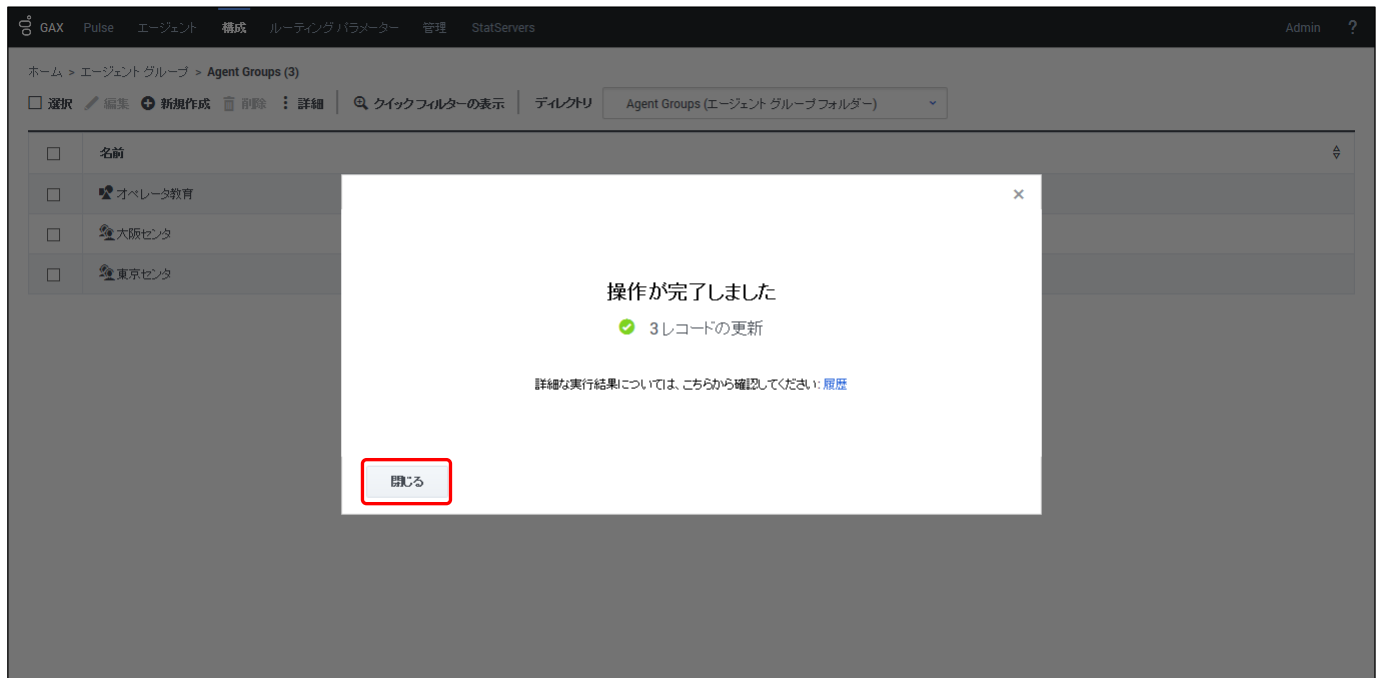 GAX Pulse エージェント 構成 ルーティング パラメーター 管理 StatServers Admin ?
ホーム > エージェント グループ > Agent Groups (3)
選択 編集 新規作成 削除 詳細 クイックフィルターの表示 ディレクトリ Agent Groups (エージェント グループ フォルダー)
名前
オペレータ教育
大阪センタ
東京センタ
×
操作が完了しました
3 レコードの更新
詳細な実行結果については、こちらから確認してください: 履歴
閉じる